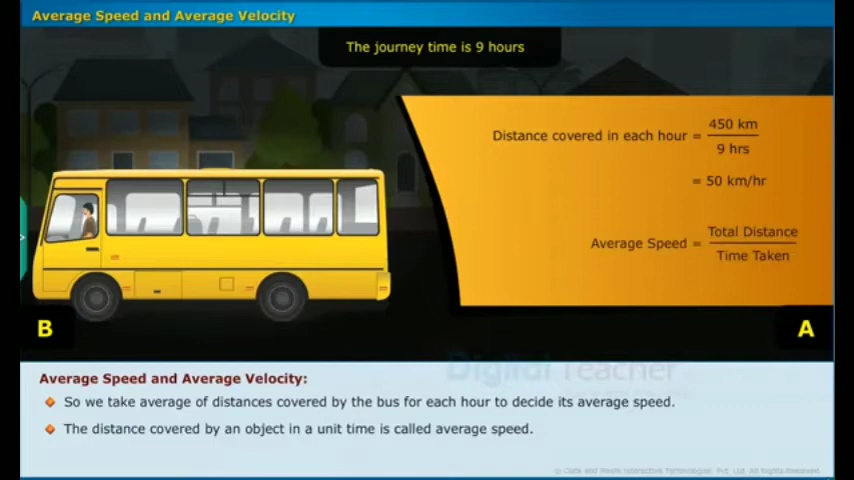 Average Speed and Average Velocity
The journey time is 9 hours
Distance covered in each hour = 450 km / 9 hrs
= 50 km/hr
Average Speed = Total Distance / Time Taken
B
A
Digital Teacher
Average Speed and Average Velocity:
So we take average of distances covered by the bus for each hour to decide its average speed.
The distance covered by an object in a unit time is called average speed.